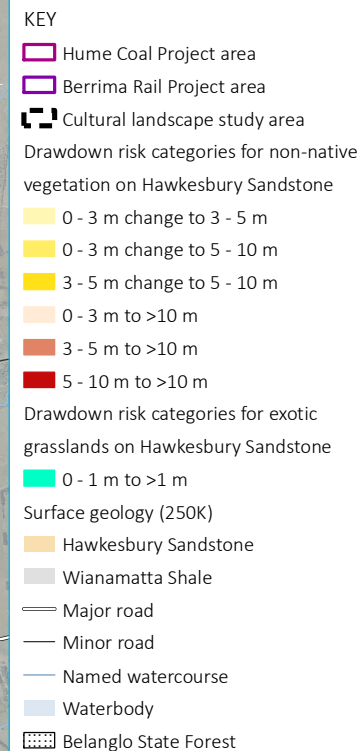 KEY
Hume Coal Project area
Berrima Rail Project area
Cultural landscape study area
Drawdown risk categories for non-native
vegetation on Hawkesbury Sandstone
0 - 3 m change to 3 - 5 m
0 - 3 m change to 5 - 10 m
3 - 5 m change to 5 - 10 m
0 - 3 m to >10 m
3 - 5 m to >10 m
5 - 10 m to >10 m
Drawdown risk categories for exotic
grasslands on Hawkesbury Sandstone
0 - 1 m to >1 m
Surface geology (250K)
Hawkesbury Sandstone
Wianamatta Shale
Major road
Minor road
Named watercourse
Waterbody
Belanglo State Forest